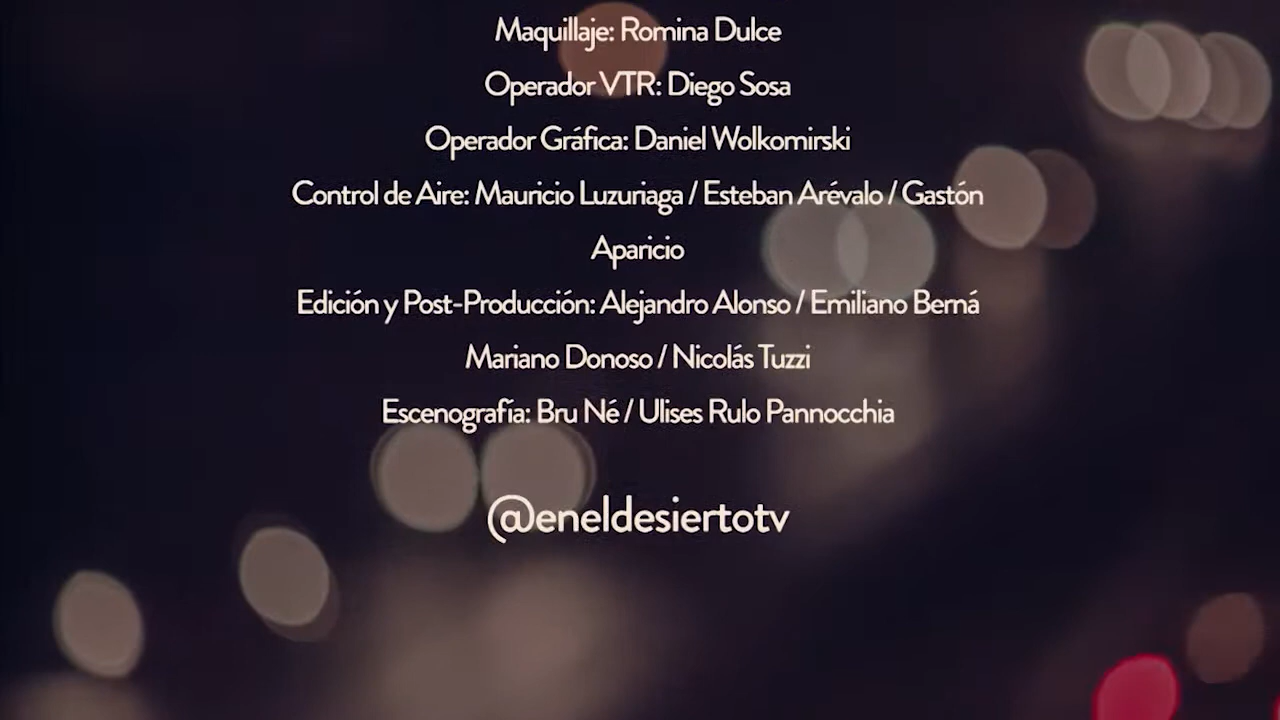 Maquillaje: Romina Dulce
Operador VTR: Diego Sosa
Operador Gráfica: Daniel Wolkomirski
Control de Aire: Mauricio Luzuriaga / Esteban Arévalo / Gastón
Aparicio
Edición y Post-Producción: Alejandro Alonso / Emiliano Berná
Mariano Donoso / Nicolás Tuzzi
Escenografía: Bru Né / Ulises Rulo Pannocchia
@eneldesiertotv